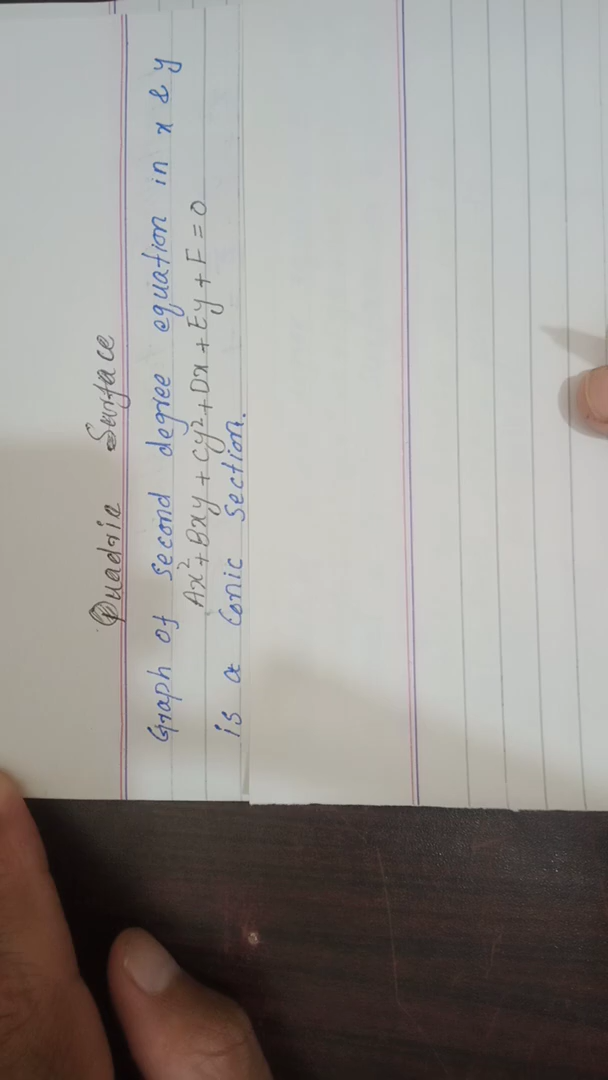 Quadric Surface
Graph of second degree equation in x & y
Ax²+Bxy+Cy²+Dx+Ey+F=0
is a Conic Section.